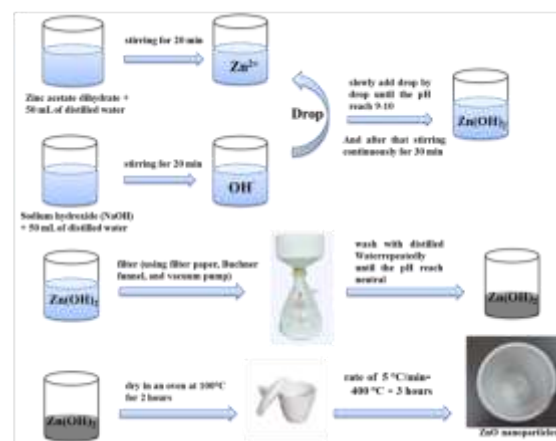 stirring for 20 min
Zn²⁺
Zinc acetate dihydrate +
50 mL of distilled water
Drop
slowly add drop by
drop until the pH
reach 9-10
And after that stirring
continuously for 30 min
Zn(OH)₂
stirring for 20 min
OH
Sodium hydroxide (NaOH)
+ 50 mL of distilled water
Zn(OH)₂
filter (using filter paper, Buchner
funnel, and vacuum pump)
wash with distilled
Waterrepeatedly
until the pH reach
neutral
Zn(OH)₂
Zn(OH)₂
dry in an oven at 100°C
for 2 hours
rate of 5 °C/min=
400 °C = 3 hours
ZnO nanoparticles